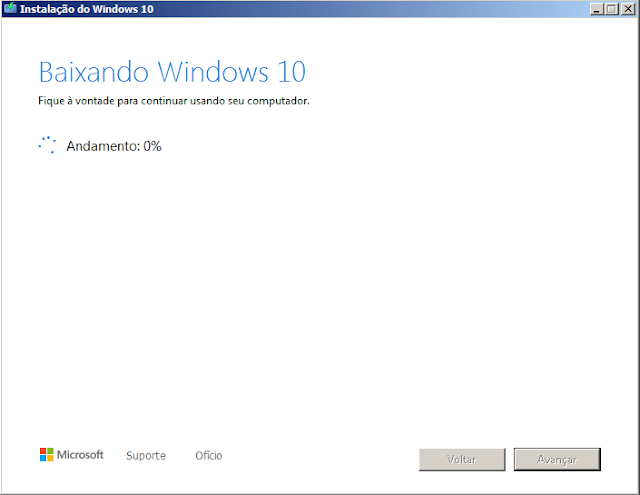 Instalação do Windows 10
Baixando Windows 10
Fique à vontade para continuar usando seu computador.
Andamento: 0%
Microsoft Suporte Ofício Voltar Avançar